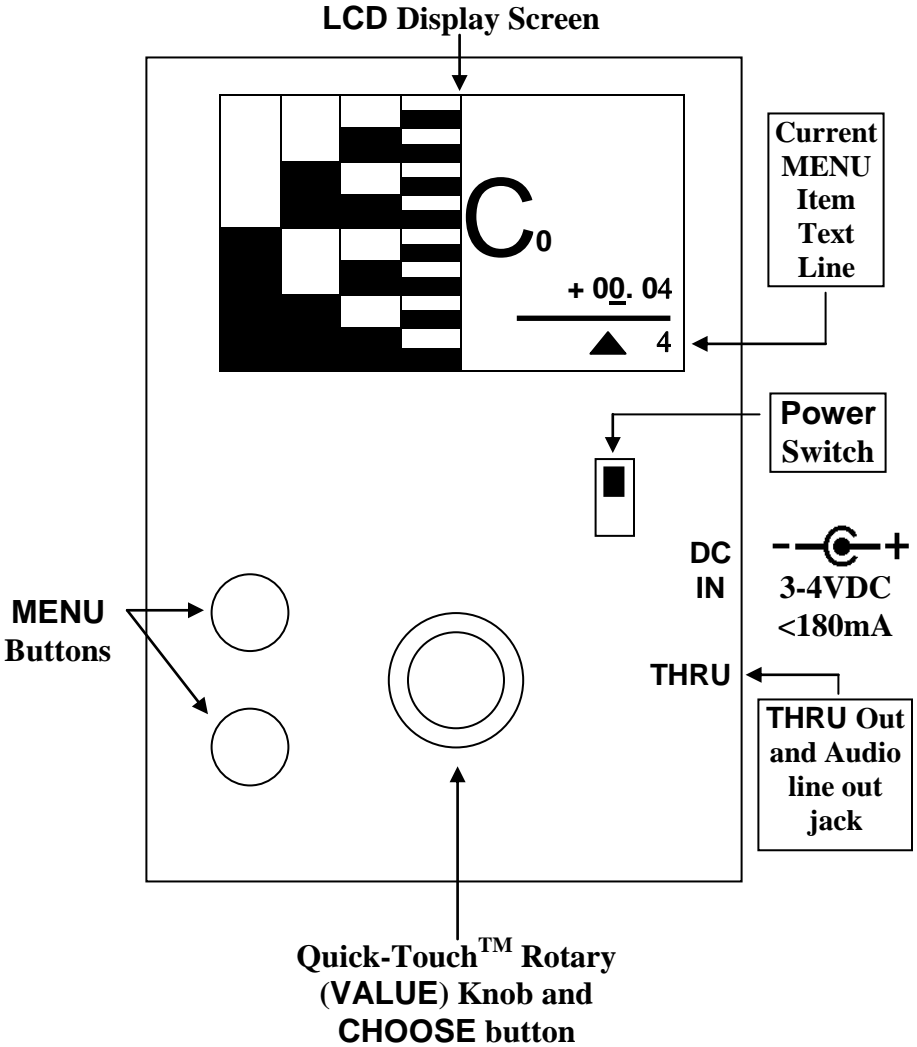 LCD Display Screen
Current
MENU
Item
Text
Line
C0
+ 00. 04
4
Power
Switch
DC
IN
- +
3-4VDC
<180mA
MENU
Buttons
THRU
THRU Out
and Audio
line out
jack
Quick-Touch™ Rotary
(VALUE) Knob and
CHOOSE button